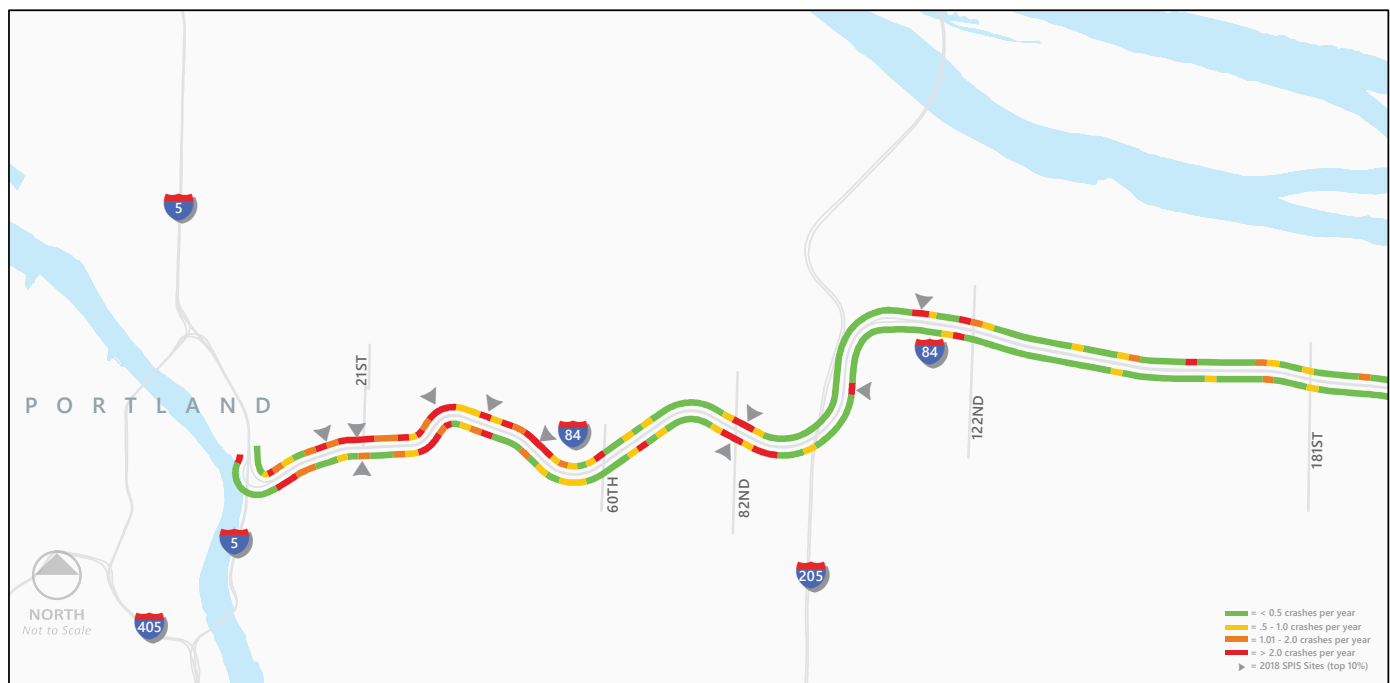 5
21ST
84
PORTLAND
84
122ND
181ST
60TH
82ND
5
205
NORTH
Not to Scale
405
= < 0.5 crashes per year
= .5 - 1.0 crashes per year
= 1.01 - 2.0 crashes per year
= > 2.0 crashes per year
= 2018 SPIS Sites (top 10%)